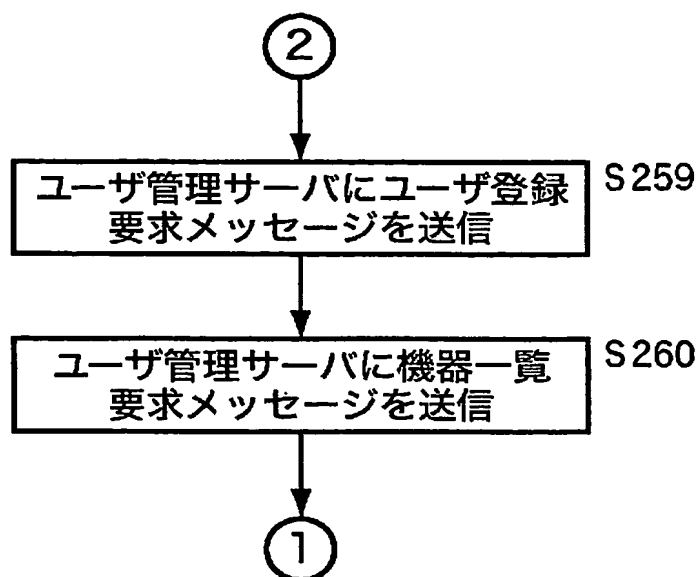 2
ユーザ管理サーバにユーザ登録
要求メッセージを送信
S259
ユーザ管理サーバに機器一覧
要求メッセージを送信
S260
1